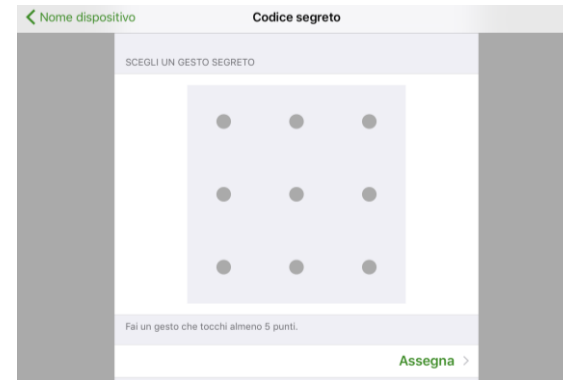 Nome dispositivo
Codice segreto
SCEGLI UN GESTO SEGRETO
Fai un gesto che tocchi almeno 5 punti.
Assegna